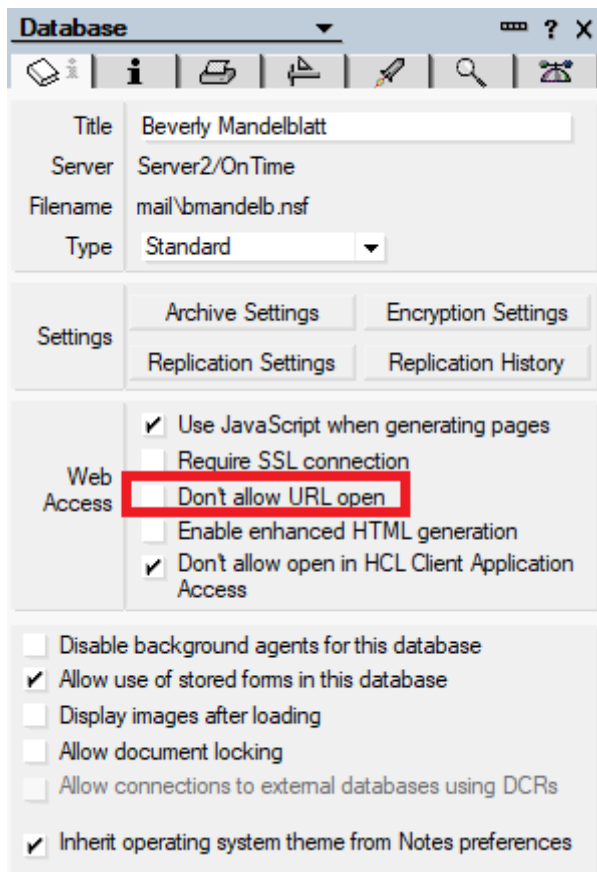 Database
? X
i i
Title Beverly Mandelblatt
Server Server2/OnTime
Filename mail\bmandelb.nsf
Type Standard
Settings
Archive Settings Encryption Settings
Replication Settings Replication History
Web Access
Use JavaScript when generating pages
Require SSL connection
Don't allow URL open
Enable enhanced HTML generation
Don't allow open in HCL Client Application
Access
Disable background agents for this database
Allow use of stored forms in this database
Display images after loading
Allow document locking
Allow connections to external databases using DCRs
Inherit operating system theme from Notes preferences